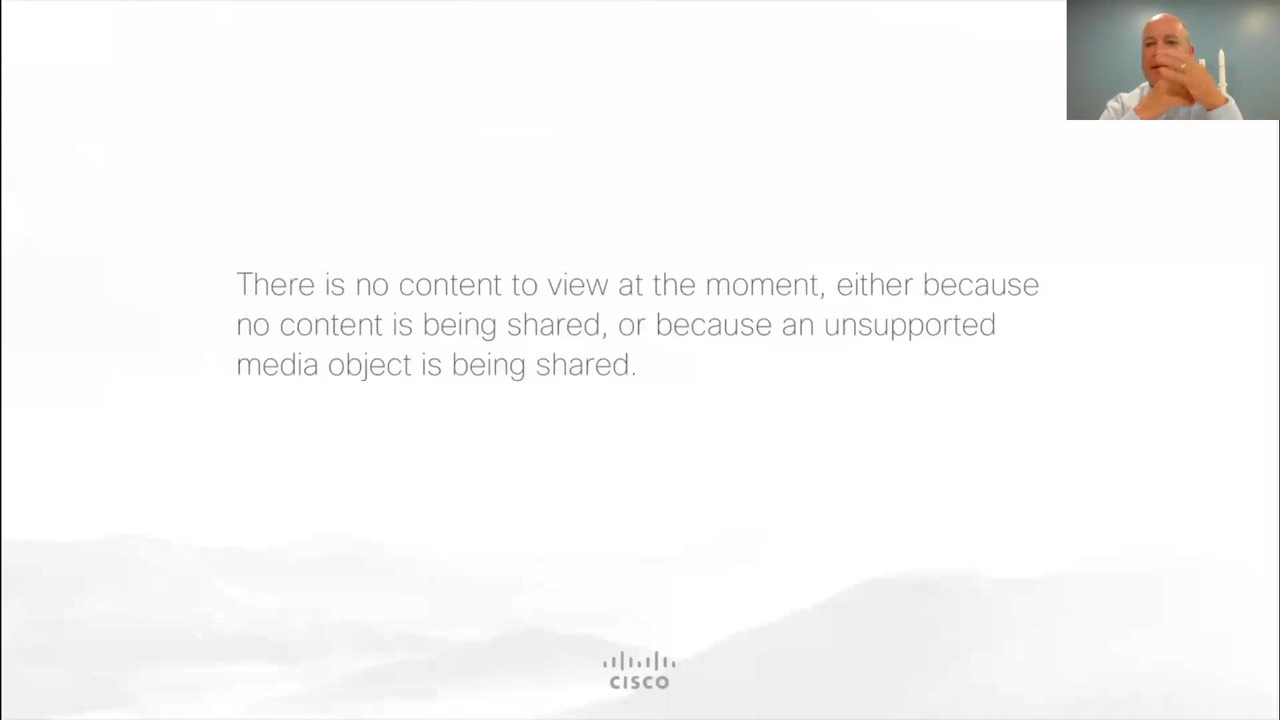 There is no content to view at the moment, either because
no content is being shared, or because an unsupported
media object is being shared.
CISCO